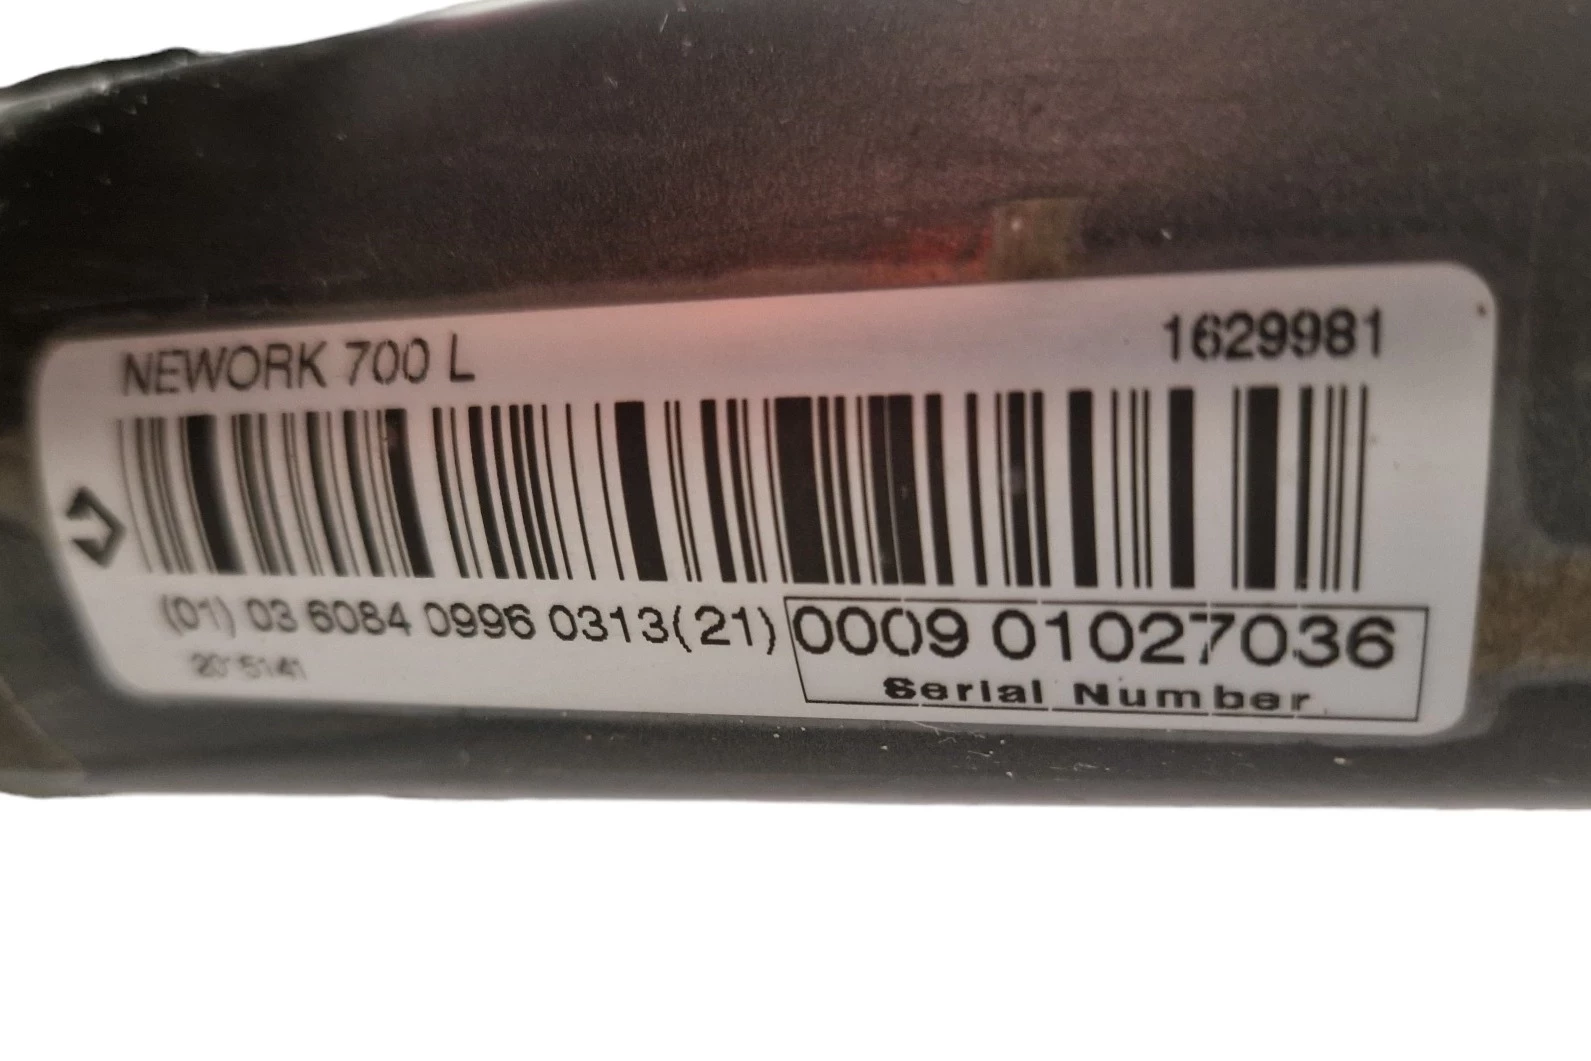 NEWORK 700 L
1629981
(01) 03 6084 0996 0313(21) 0009 01027036
Serial Number